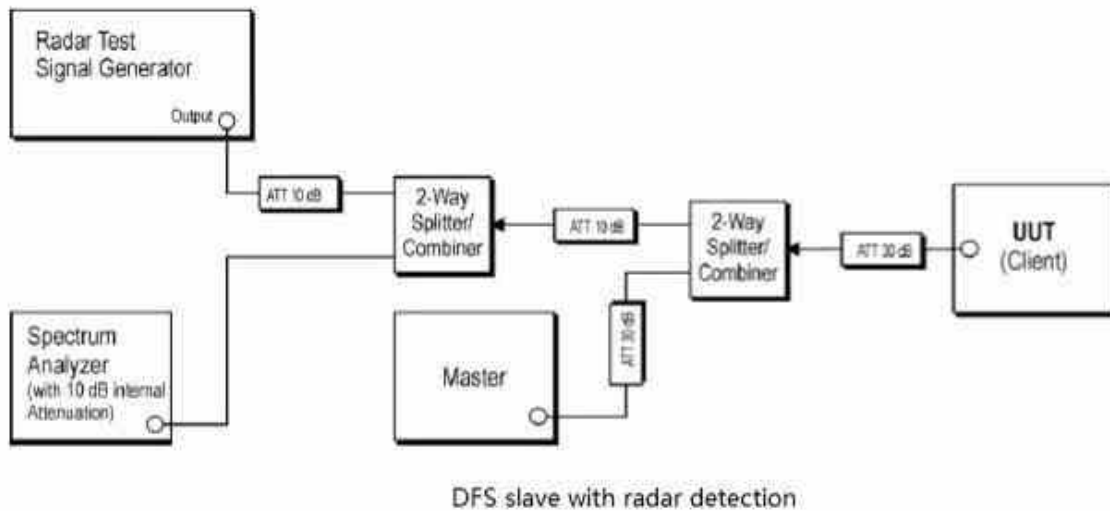 Radar Test
Signal Generator
Output
ATT 10 dB
2-Way
Splitter/
Combiner
ATT 10 dB
2-Way
Splitter/
Combiner
ATT 30 dB
UUT
(Client)
Spectrum
Analyzer
(with 10 dB internal
Attenuation)
Master
ATT 30 dB
DFS slave with radar detection